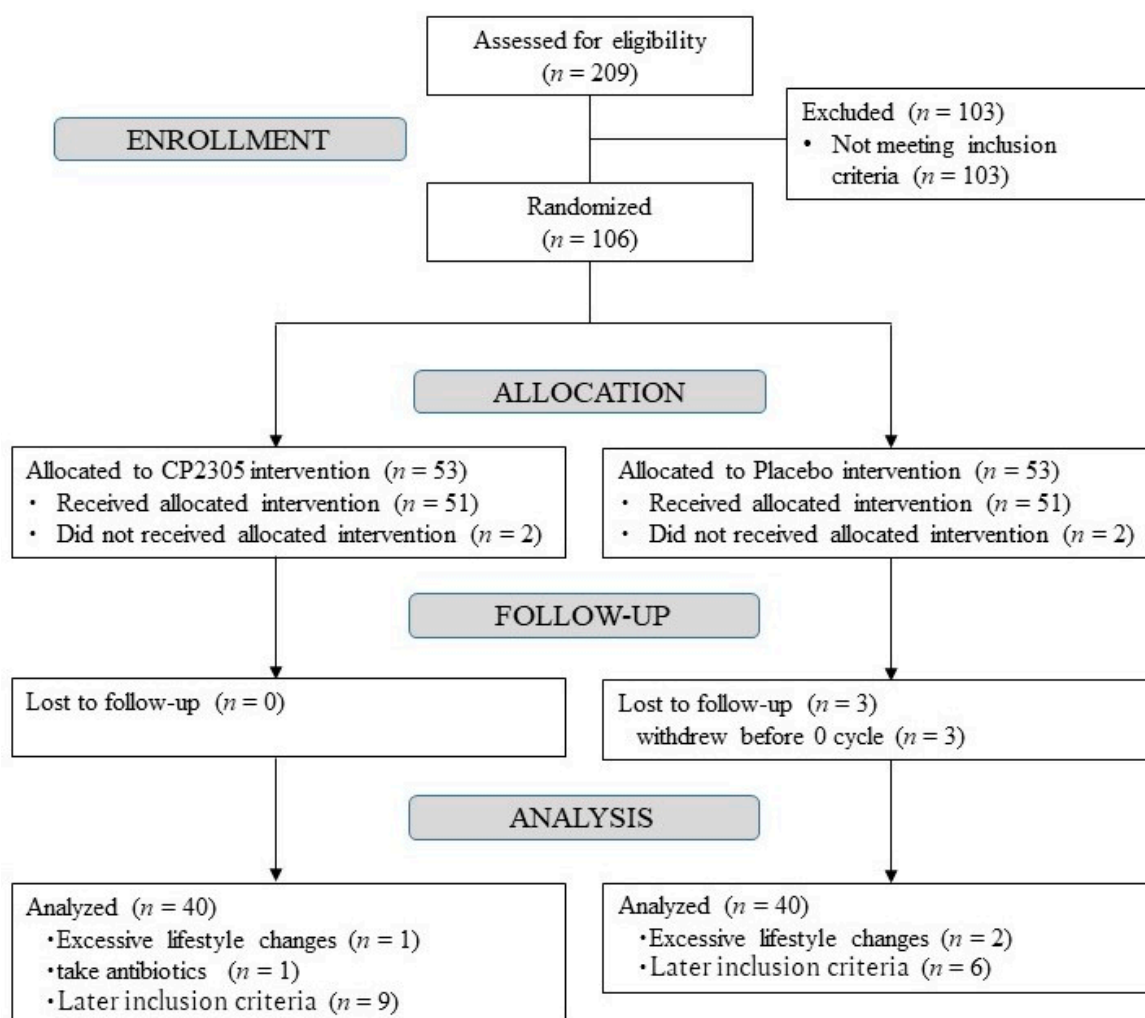 Assessed for eligibility
(n = 209)
ENROLLMENT
Excluded (n = 103)
• Not meeting inclusion
criteria (n = 103)
Randomized
(n = 106)
ALLOCATION
Allocated to CP2305 intervention (n = 53)
・ Received allocated intervention (n = 51)
・ Did not received allocated intervention (n = 2)
Allocated to Placebo intervention (n = 53)
・ Received allocated intervention (n = 51)
・ Did not received allocated intervention (n = 2)
FOLLOW-UP
Lost to follow-up (n = 0)
Lost to follow-up (n = 3)
withdrew before 0 cycle (n = 3)
ANALYSIS
Analyzed (n = 40)
・Excessive lifestyle changes (n = 1)
・take antibiotics (n = 1)
・Later inclusion criteria (n = 9)
Analyzed (n = 40)
・Excessive lifestyle changes (n = 2)
・Later inclusion criteria (n = 6)